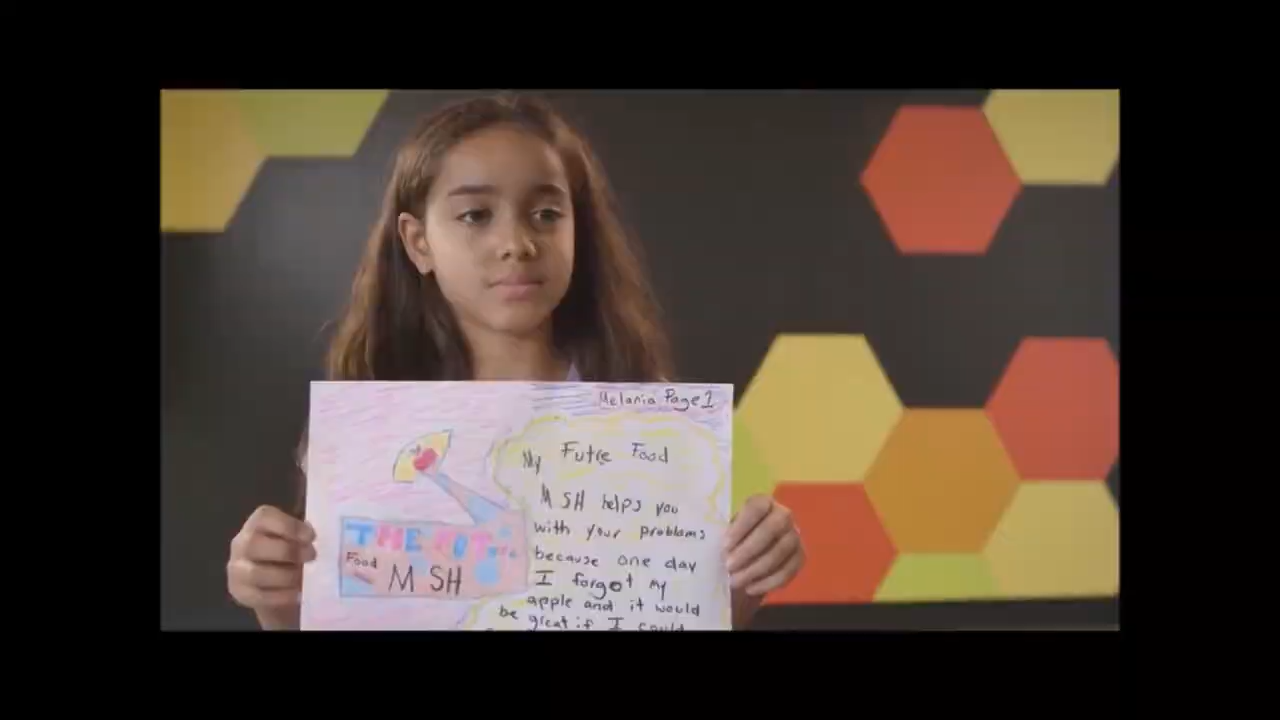 Melania Page 1
My Futre Food
M SH helps you
with your problems
because one day
I forgot my
apple and it would
be great if I could
THE
Food
M SH